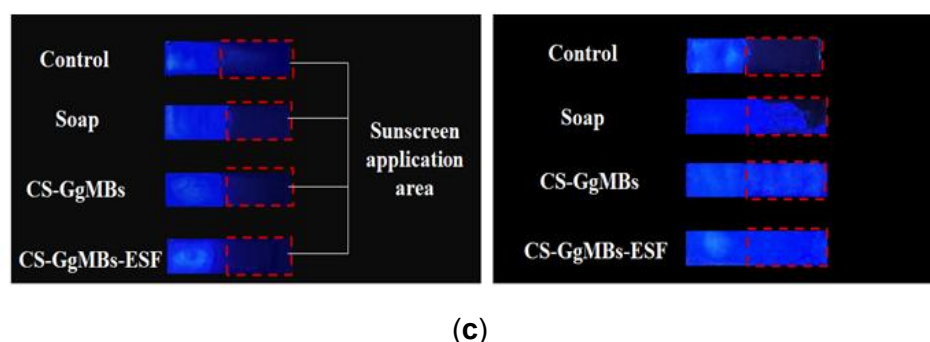 Control
Soap
CS-GgMBs
CS-GgMBs-ESF
Sunscreen
application
area
Control
Soap
CS-GgMBs
CS-GgMBs-ESF
(c)